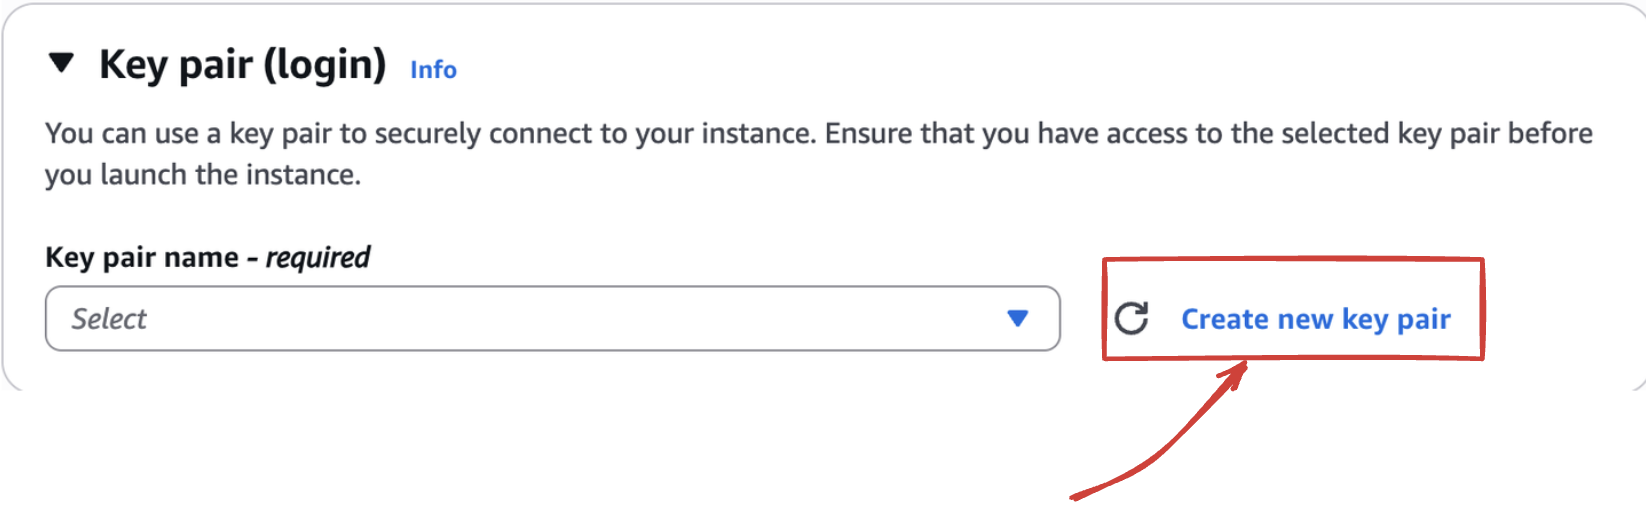 Key pair (login) Info
You can use a key pair to securely connect to your instance. Ensure that you have access to the selected key pair before
you launch the instance.
Key pair name - required
Select
Create new key pair